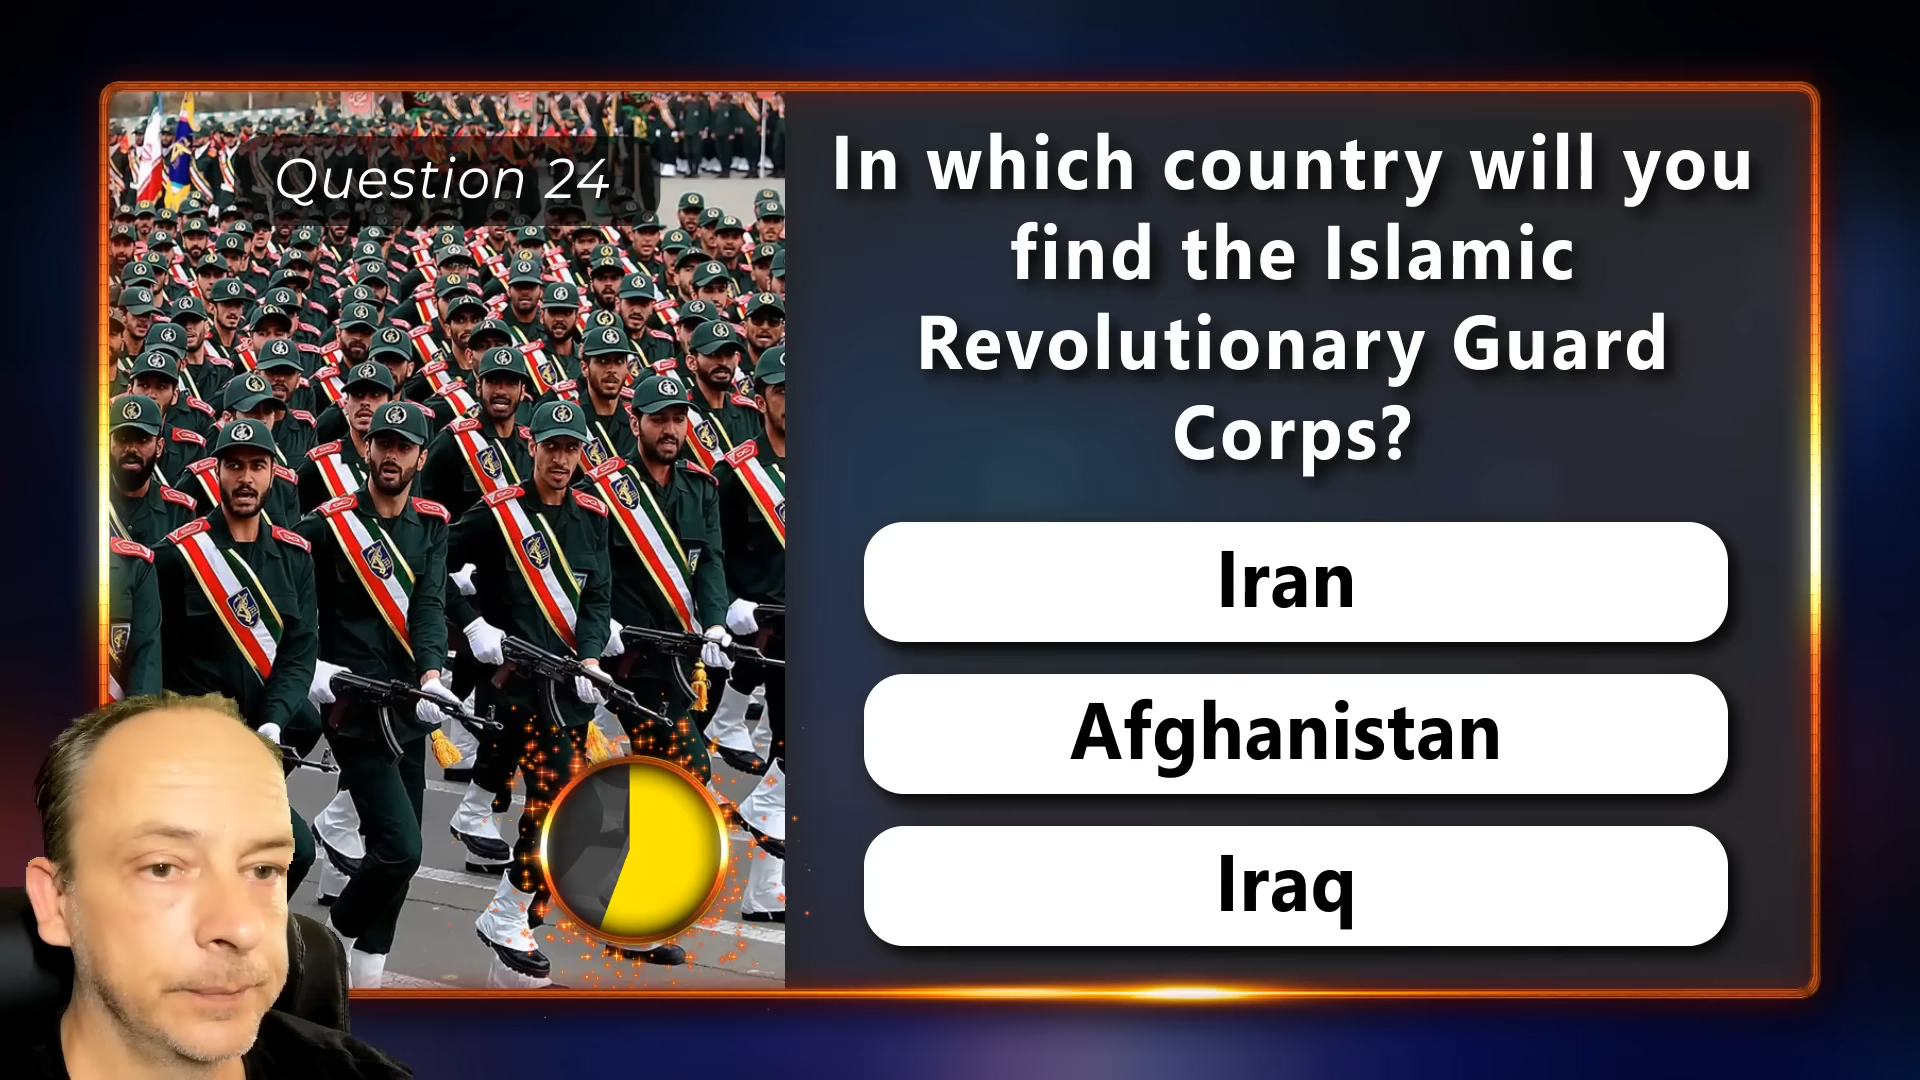 Question 24
In which country will you
find the Islamic
Revolutionary Guard
Corps?
Iran
Afghanistan
Iraq